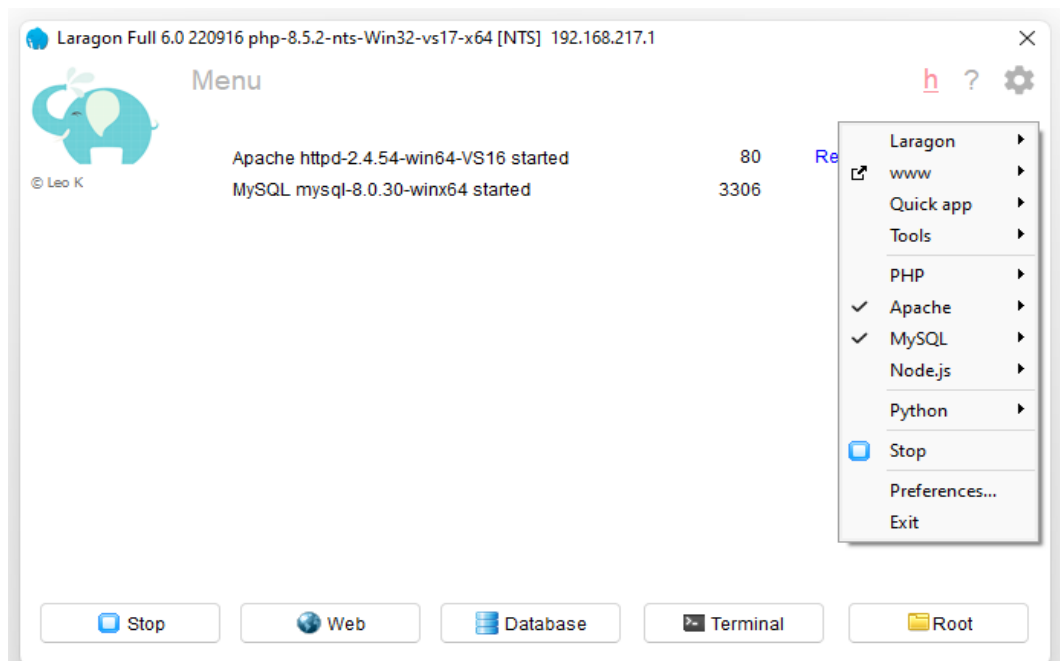 Laragon Full 6.0 220916 php-8.5.2-nts-Win32-vs17-x64 [NTS] 192.168.217.1
Menu
h ?
© Leo K
Apache httpd-2.4.54-win64-VS16 started 80 Re
MySQL mysql-8.0.30-winx64 started 3306
Laragon
www
Quick app
Tools
PHP
Apache
MySQL
Node.js
Python
Stop
Preferences...
Exit
Stop Web Database Terminal Root